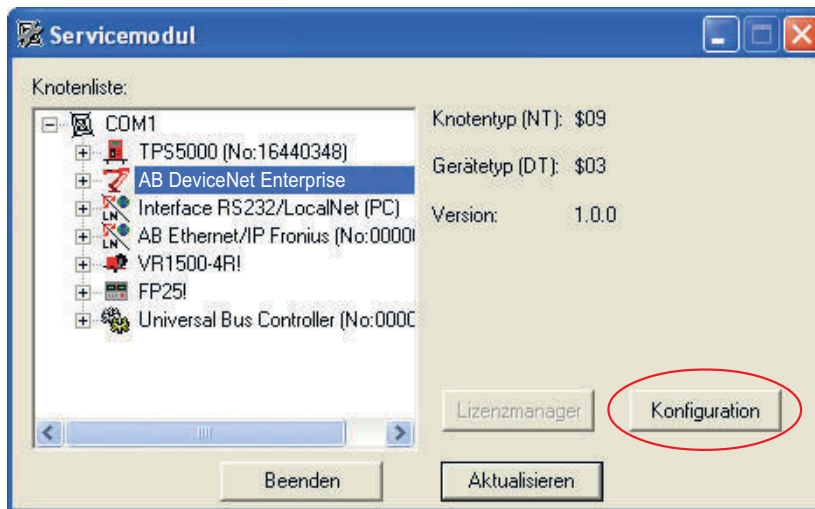 Servicemodul
Knotenliste:
COM1
TPS5000 (No:16440348)
AB DeviceNet Enterprise
Interface RS232/LocalNet (PC)
AB Ethernet/IP Fronius (No:0000
VR1500-4R!
FP25!
Universal Bus Controller (No:0000
Knotentyp (NT): $09
Gerätetyp (DT): $03
Version: 1.0.0
Lizenzmanager
Konfiguration
Beenden
Aktualisieren